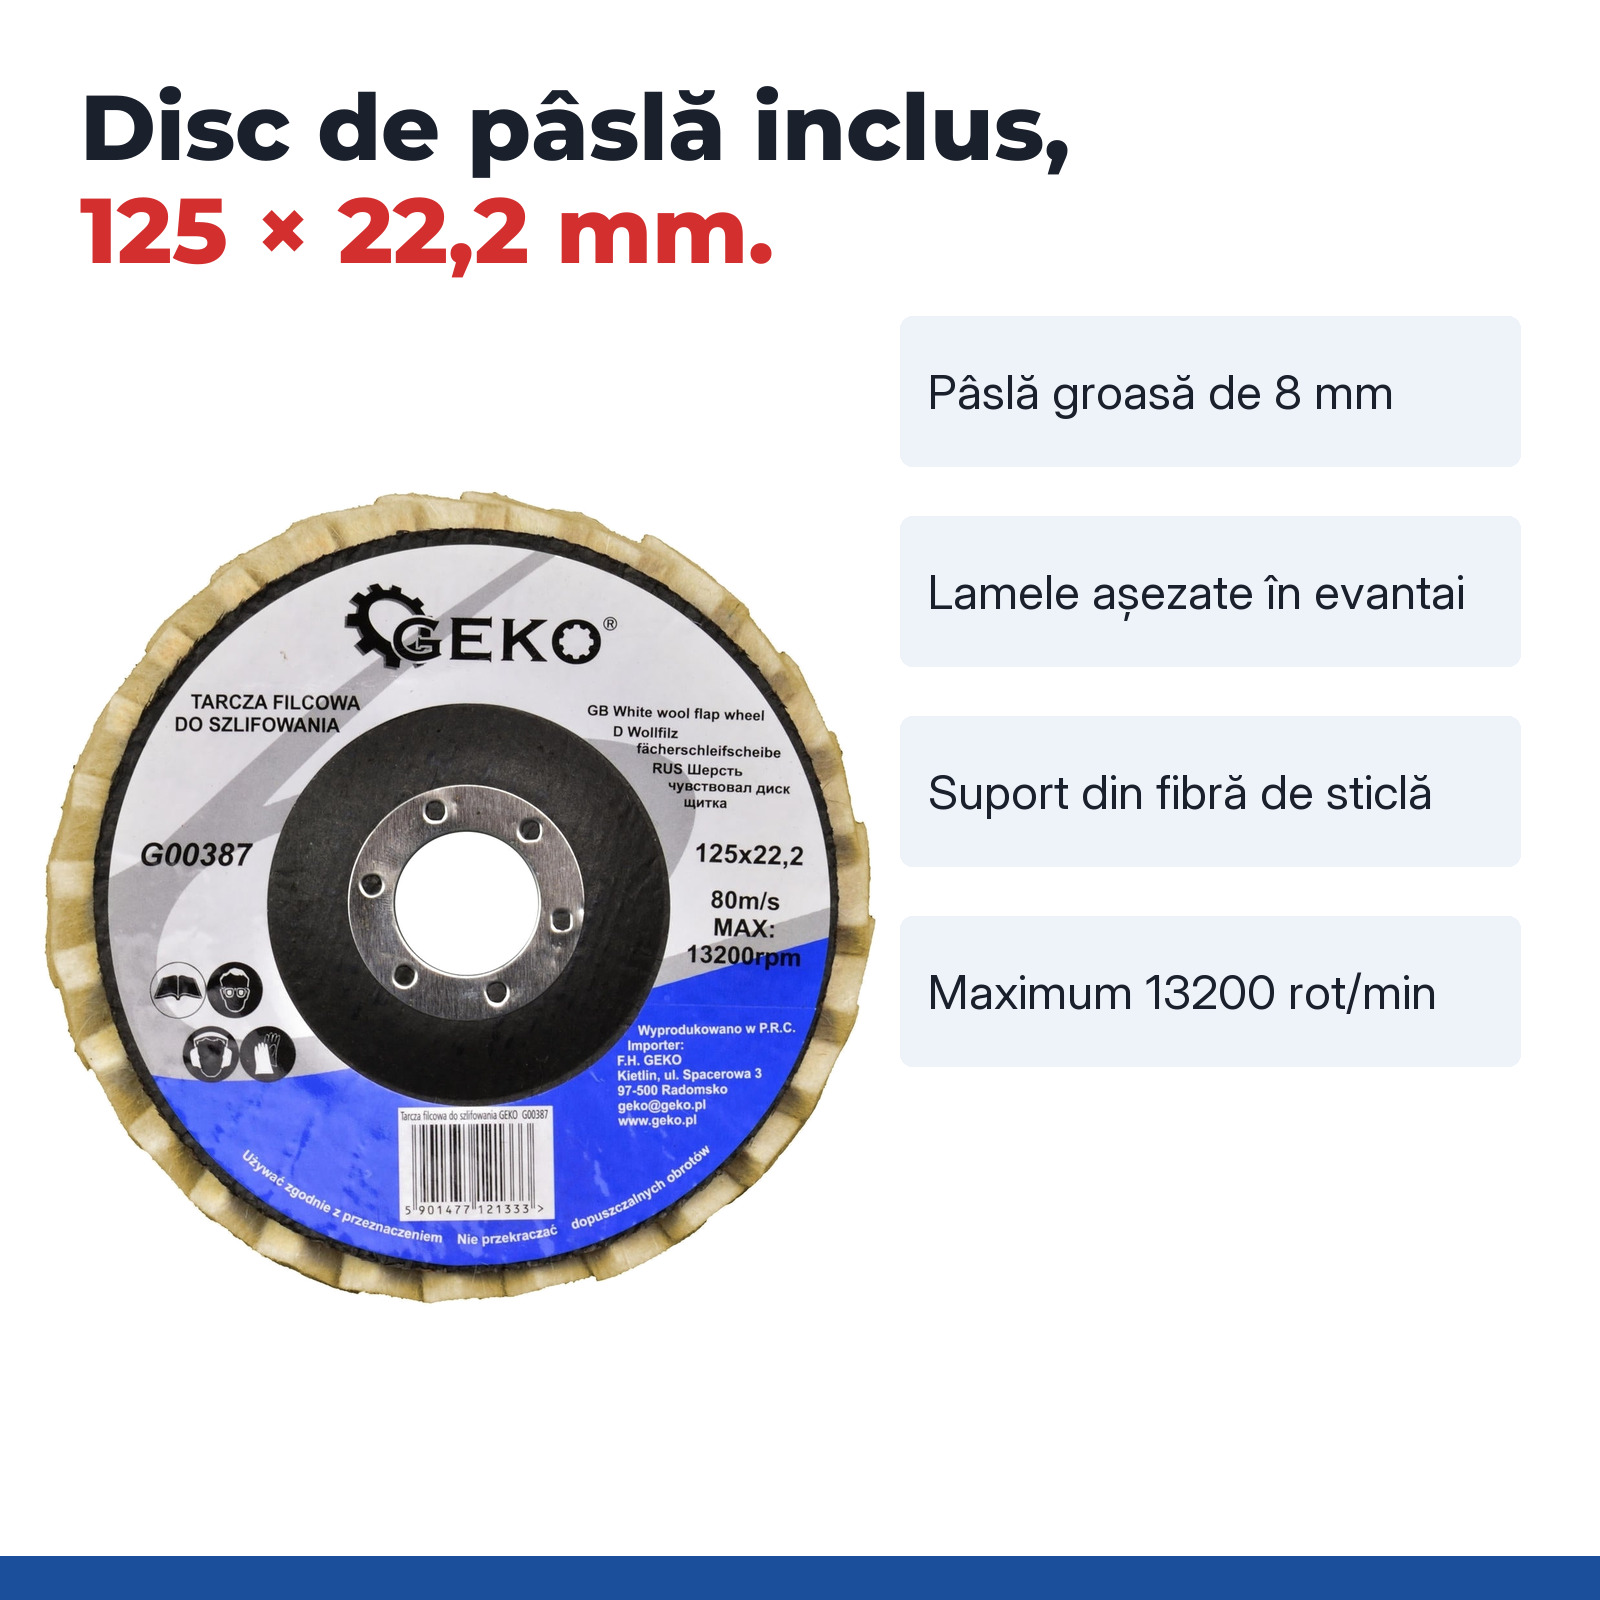 Disc de pâslă inclus,
125 × 22,2 mm.
Pâslă groasă de 8 mm
Lamele așezate în evantai
Suport din fibră de sticlă
Maximum 13200 rot/min
GEKO®
TARCZA FILCOWA
DO SZLIFOWANIA
GB White wool flap wheel
D Wollfilz
fächerschleifscheibe
RUS Шерсть
чувствовал диск
щитка
G00387
125x22,2
80m/s
MAX:
13200rpm
Wyprodukowano w P.R.C.
Importer:
F.H. GEKO
Kietlin, ul. Spacerowa 3
97-500 Radomsko
geko@geko.pl
www.geko.pl
Tarcza filcowa do szlifowania GEKO G00387
5 901477 121333 >
Używać zgodnie z przeznaczeniem Nie przekraczać dopuszczalnych obrotów